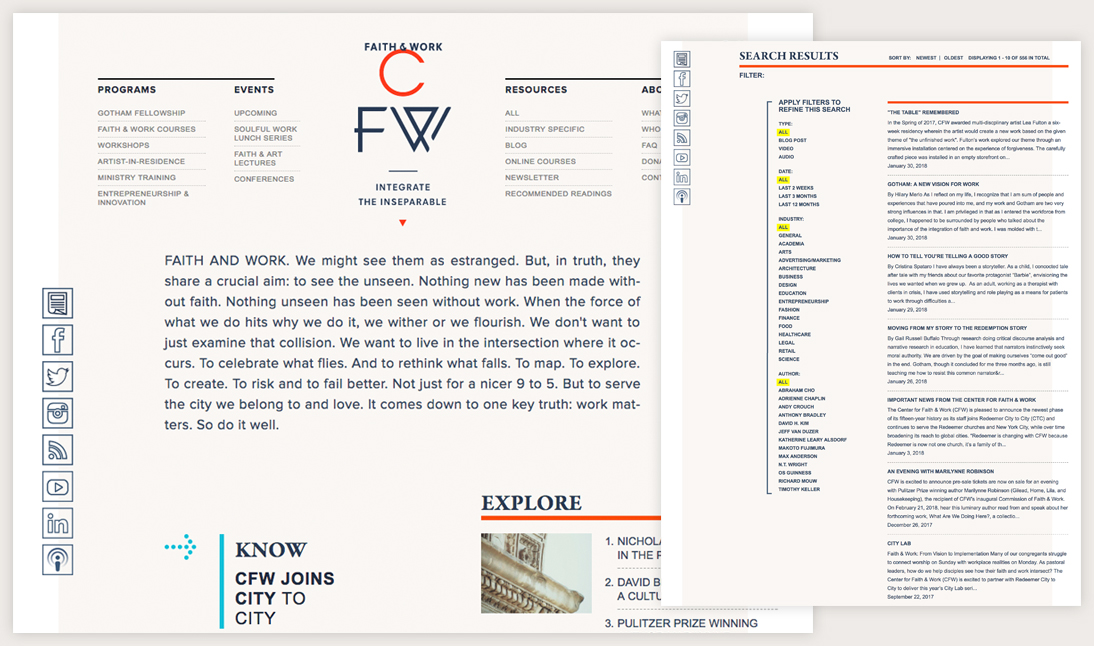 FAITH & WORK
C
FW
INTEGRATE
THE INSEPARABLE
PROGRAMS
GOTHAM FELLOWSHIP
FAITH & WORK COURSES
WORKSHOPS
ARTIST-IN-RESIDENCE
MINISTRY TRAINING
ENTREPRENEURSHIP &
INNOVATION
EVENTS
UPCOMING
SOULFUL WORK
LUNCH SERIES
FAITH & ART
LECTURES
CONFERENCES
RESOURCES
ALL
INDUSTRY SPECIFIC
BLOG
ONLINE COURSES
NEWSLETTER
RECOMMENDED READINGS
ABO
WHA
WHO
FAQ
DONA
CONT
FAITH AND WORK. We might see them as estranged. But, in truth, they
share a crucial aim: to see the unseen. Nothing new has been made with-
out faith. Nothing unseen has been seen without work. When the force of
what we do hits why we do it, we wither or we flourish. We don't want to
just examine that collision. We want to live in the intersection where it oc-
curs. To celebrate what flies. And to rethink what falls. To map. To explore.
To create. To risk and to fail better. Not just for a nicer 9 to 5. But to serve
the city we belong to and love. It comes down to one key truth: work mat-
ters. So do it well.
KNOW
CFW JOINS
CITY TO
CITY
EXPLORE
1. NICHOLA
IN THE F
2. DAVID B
A CULTU
3. PULITZER PRIZE WINNING
SEARCH RESULTS
SORT BY: NEWEST | OLDEST DISPLAYING 1 - 10 OF 556 IN TOTAL
FILTER:
APPLY FILTERS TO
REFINE THIS SEARCH
TYPE:
ALL
BLOG POST
VIDEO
AUDIO
DATE:
ALL
LAST 2 WEEKS
LAST 3 MONTHS
LAST 12 MONTHS
INDUSTRY:
ALL
GENERAL
ACADEMIA
ARTS
ADVERTISING/MARKETING
ARCHITECTURE
BUSINESS
DESIGN
EDUCATION
ENTREPRENEURSHIP
FASHION
FINANCE
FOOD
HEALTHCARE
LEGAL
RETAIL
SCIENCE
AUTHOR:
ALL
ABRAHAM CHO
ADRIENNE CHAPLIN
ANDY CROUCH
ANTHONY BRADLEY
DAVID H. KIM
JEFF VAN DUZER
KATHERINE LEARY ALSDORF
MAKOTO FUJIMURA
MAX ANDERSON
N.T. WRIGHT
OS GUINNESS
RICHARD MOUW
TIMOTHY KELLER
"THE TABLE" REMEMBERED
In the Spring of 2017, CFW awarded multi-disciplinary artist Lea Fulton a six-
week residency wherein the artist would create a new work based on the given
theme of "the unfinished work". Fulton's work explored our theme through an
immersive installation centered on the experience of forgiveness. The carefully
crafted piece was installed in an empty storefront on...
January 30, 2018
GOTHAM: A NEW VISION FOR WORK
By Hilary Merlo As I reflect on my life, I recognize that I am sum of people and
experiences that have poured into me, and my work and Gotham are two very
strong influences in that. I am privileged in that as I entered the workforce from
college, I happened to be surrounded by people who talked about the
importance of the integration of faith and work. I was molded with t...
January 30, 2018
HOW TO TELL YOU'RE TELLING A GOOD STORY
By Cristina Spataro I have always been a storyteller. As a child, I concocted tale
after tale with my friends about our favorite protagonist "Barbie", envisioning the
lives we wanted when we grew up. As an adult, working as a therapist with
clients in crisis, I have used storytelling and role playing as a means for patients
to work through difficulties a...
January 29, 2018
MOVING FROM MY STORY TO THE REDEMPTION STORY
By Gail Russell Buffalo Through research doing critical discourse analysis and
narrative research in education, I have learned that narrators instinctively seek
moral authority. We are driven by the goal of making ourselves "come out good"
in the end. Gotham, though it concluded for me three months ago, is still
teaching me how to resist this common narrator&r...
January 26, 2018
IMPORTANT NEWS FROM THE CENTER FOR FAITH & WORK
The Center for Faith & Work (CFW) is pleased to announce the newest phase
of its fifteen-year history as its staff joins Redeemer City to City (CTC) and
continues to serve the Redeemer churches and New York City, while over time
broadening its reach to global cities. "Redeemer is changing with CFW because
Redeemer is now not one church, it's a family of th...
January 3, 2018
AN EVENING WITH MARILYNNE ROBINSON
CFW is excited to announce pre-sale tickets are now on sale for an evening
with Pulitzer Prize winning author Marilynne Robinson (Gilead, Home, Lila, and
Housekeeping), the recipient of CFW's inaugural Commission of Faith & Work.
On February 21, 2018, hear this luminary author read from and speak about her
forthcoming work, What Are We Doing Here?, a collectio...
December 26, 2017
CITY LAB
Faith & Work: From Vision to Implementation Many of our congregants struggle
to connect worship on Sunday with workplace realities on Monday. As pastoral
leaders, how do we help disciples see how their faith and work intersect? The
Center for Faith & Work (CFW) is excited to partner with Redeemer City to
City to deliver this year's City Lab seri...
September 22, 2017